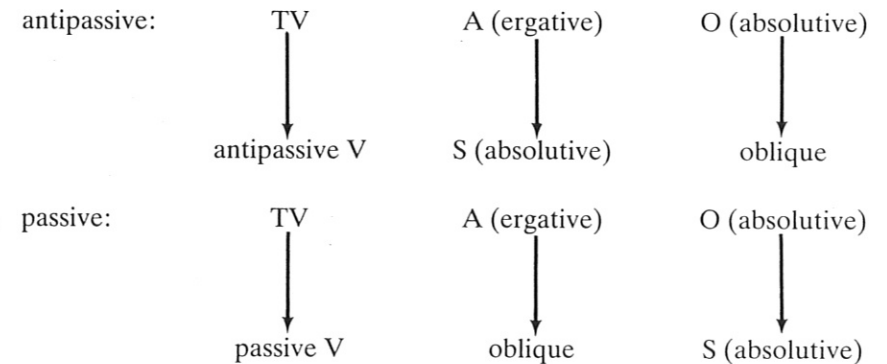 antipassive: TV A (ergative) O (absolutive)
antipassive V S (absolutive) oblique
passive: TV A (ergative) O (absolutive)
passive V oblique S (absolutive)